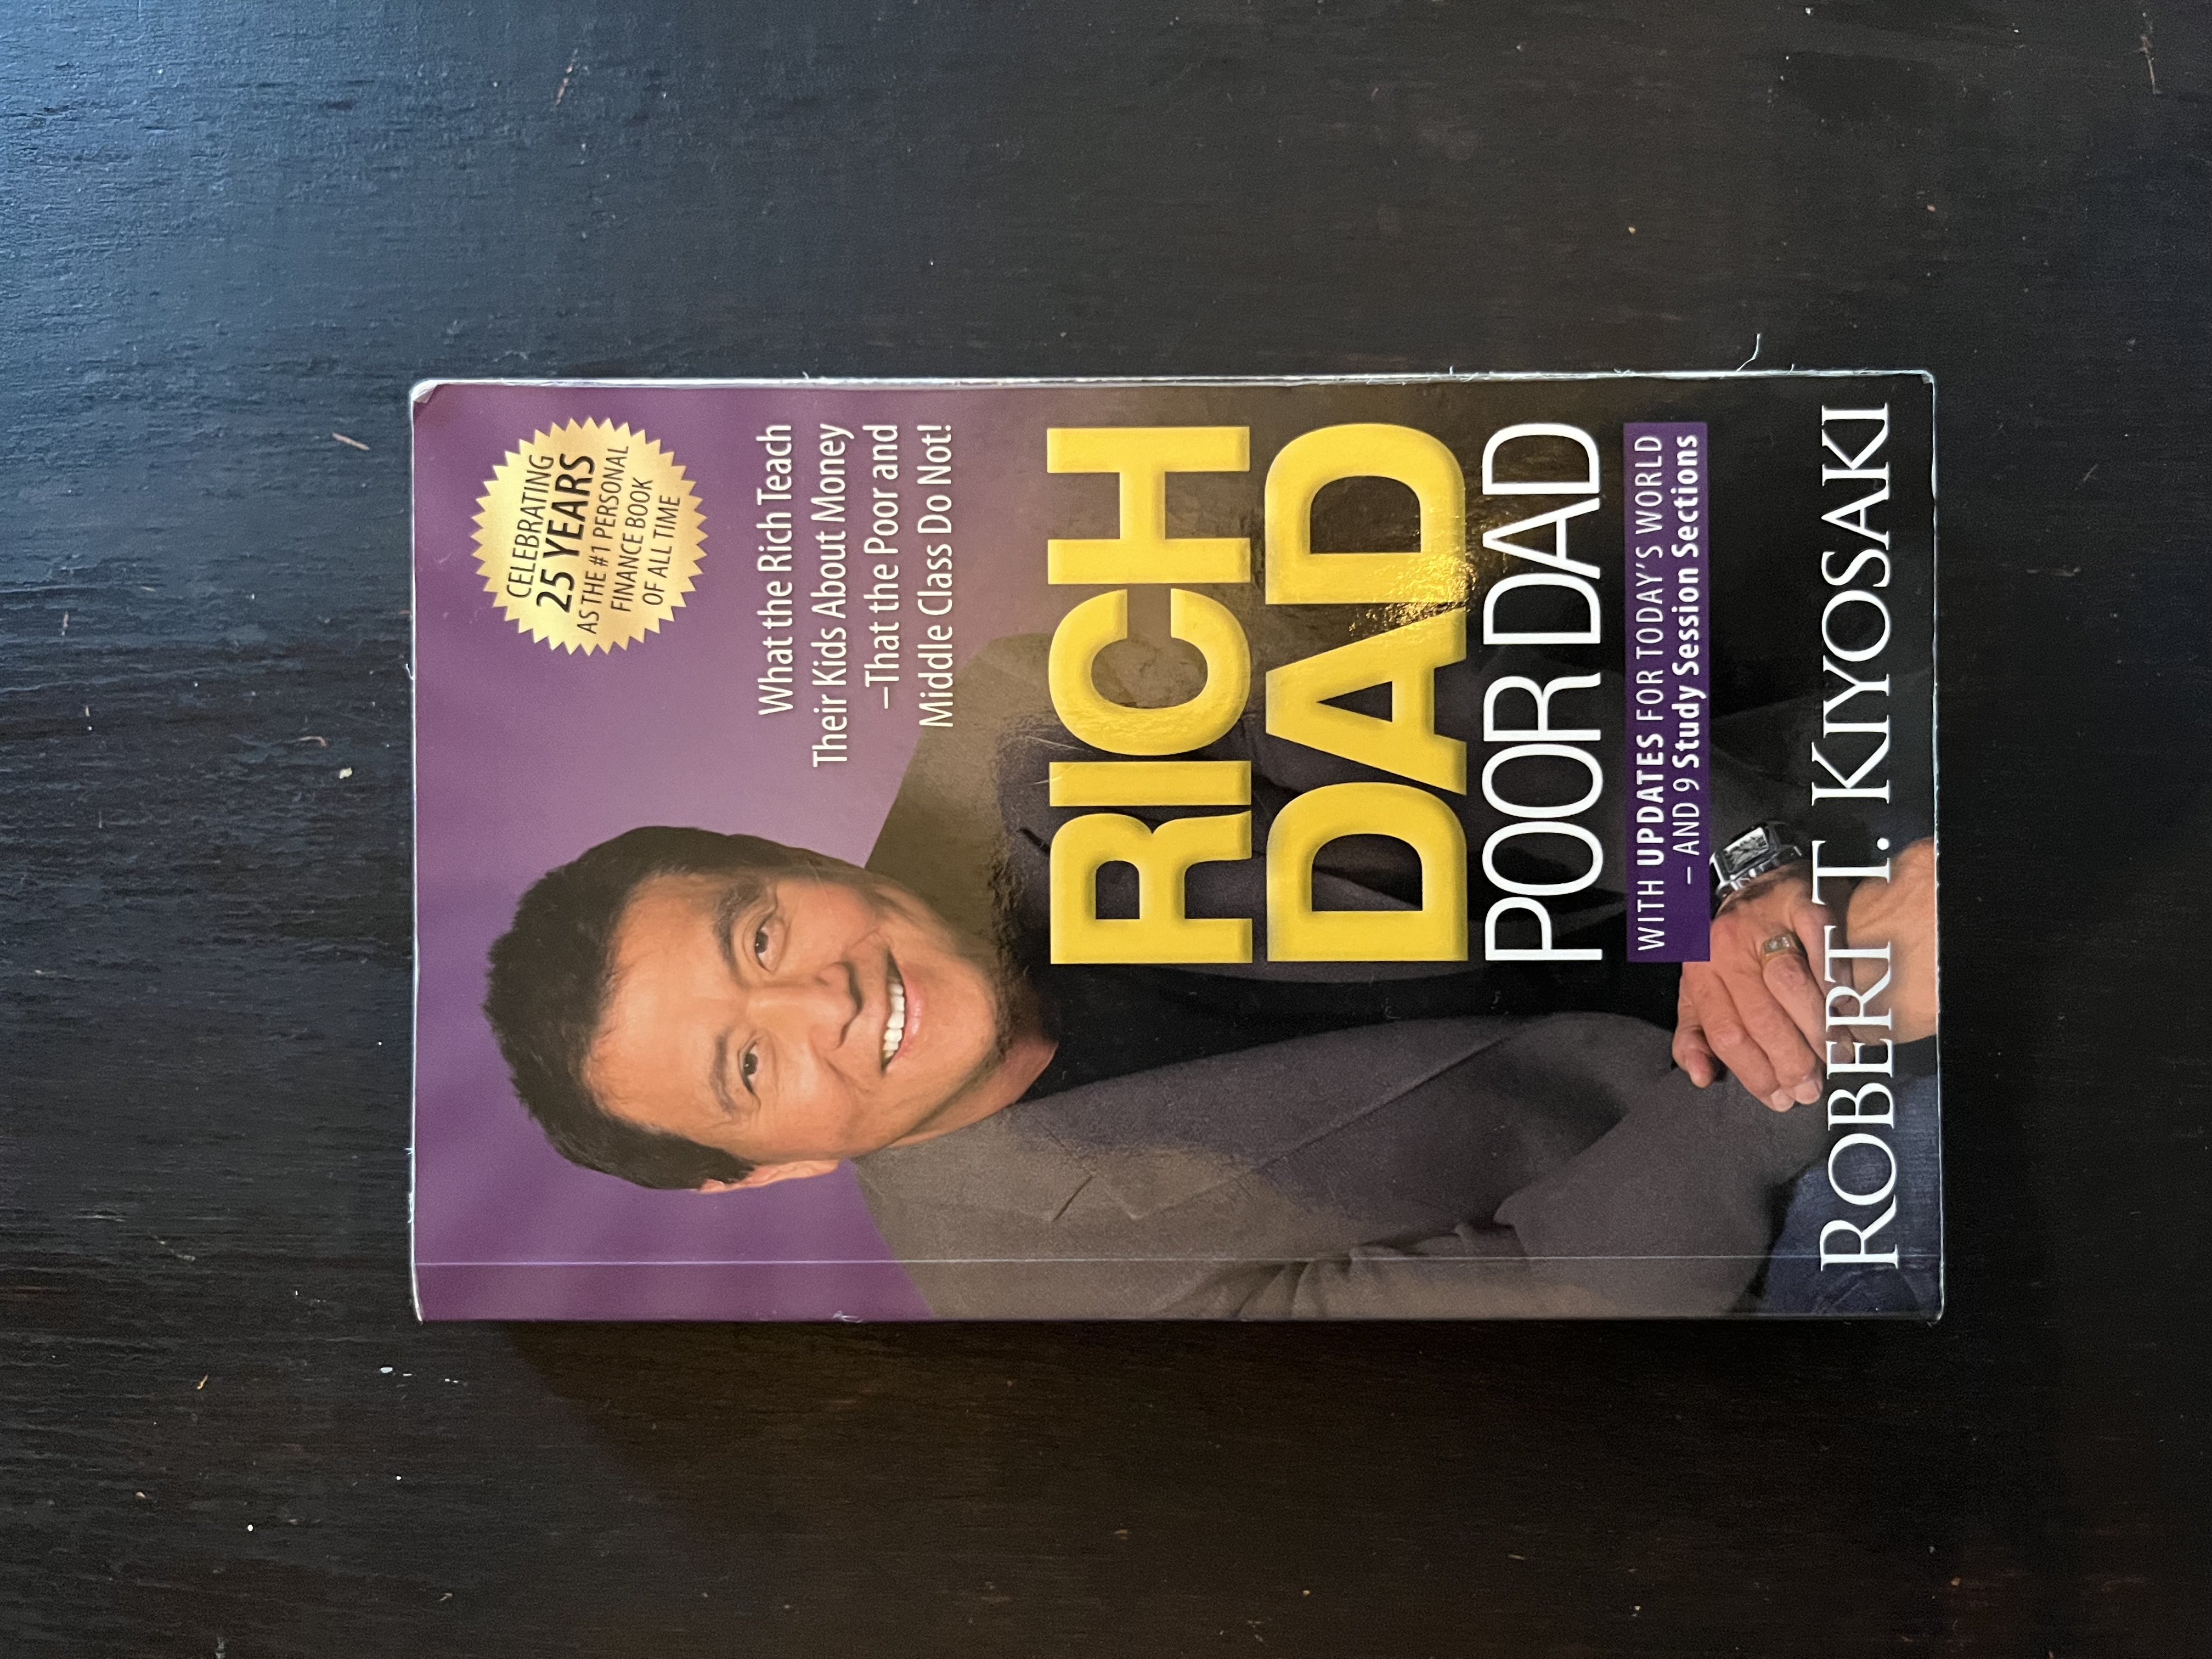 CELEBRATING
25 YEARS
AS THE #1 PERSONAL
FINANCE BOOK
OF ALL TIME
What the Rich Teach
Their Kids About Money
–That the Poor and
Middle Class Do Not!
RICH
DAD
POOR DAD
WITH UPDATES FOR TODAY'S WORLD
– AND 9 Study Session Sections
ROBERT T. KIYOSAKI